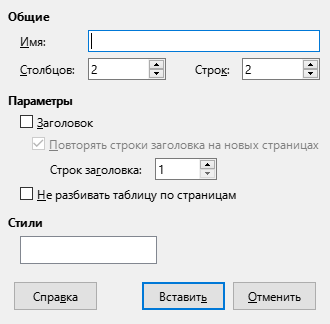 Общие
Имя:
Столбцов: 2 Строк: 2
Параметры
Заголовок
Повторять строки заголовка на новых страницах
Строк заголовка: 1
Не разбивать таблицу по страницам
Стили
Справка Вставить Отменить